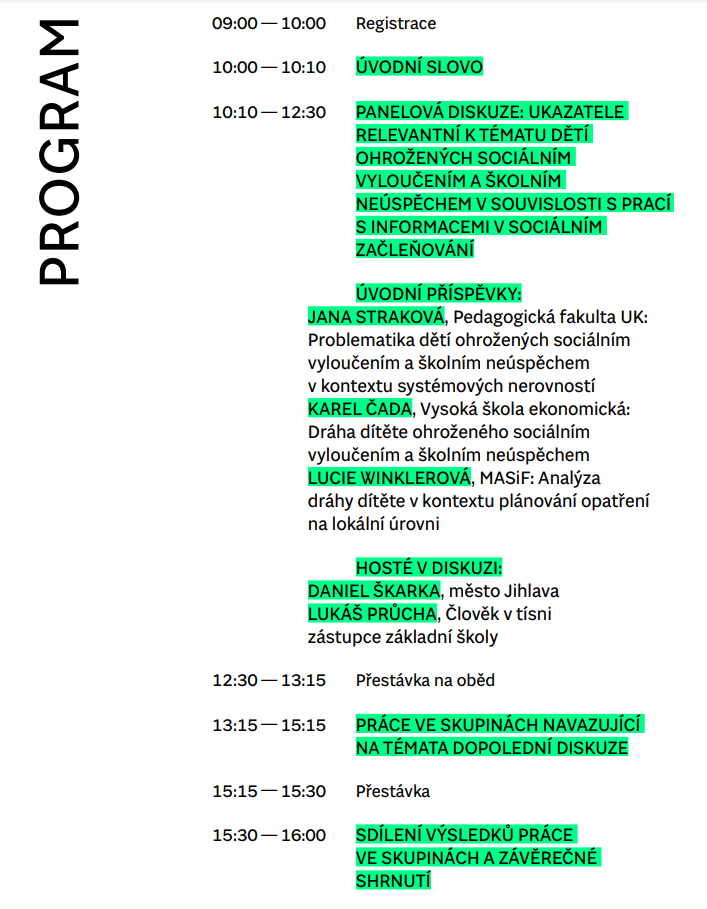 PROGRAM
09:00 — 10:00 Registrace
10:00 — 10:10 ÚVODNÍ SLOVO
10:10 — 12:30 PANELOVÁ DISKUZE: UKAZATELE
RELEVANTNÍ K TÉMATU DĚTÍ
OHROŽENÝCH SOCIÁLNÍM
VYLOUČENÍM A ŠKOLNÍM
NEÚSPĚCHEM V SOUVISLOSTI S PRACÍ
S INFORMACEMI V SOCIÁLNÍM
ZAČLEŇOVÁNÍ
ÚVODNÍ PŘÍSPĚVKY:
JANA STRAKOVÁ, Pedagogická fakulta UK:
Problematika dětí ohrožených sociálním
vyloučením a školním neúspěchem
v kontextu systémových nerovností
KAREL ČADA, Vysoká škola ekonomická:
Dráha dítěte ohroženého sociálním
vyloučením a školním neúspěchem
LUCIE WINKLEROVÁ, MASiF: Analýza
dráhy dítěte v kontextu plánování opatření
na lokální úrovni
HOSTÉ V DISKUZI:
DANIEL ŠKARKA, město Jihlava
LUKÁŠ PRŮCHA, Člověk v tísni
zástupce základní školy
12:30 — 13:15 Přestávka na oběd
13:15 — 15:15 PRÁCE VE SKUPINÁCH NAVAZUJÍCÍ
NA TÉMATA DOPOLEDNÍ DISKUZE
15:15 — 15:30 Přestávka
15:30 — 16:00 SDÍLENÍ VÝSLEDKŮ PRÁCE
VE SKUPINÁCH A ZÁVĚREČNÉ
SHRNUTÍ